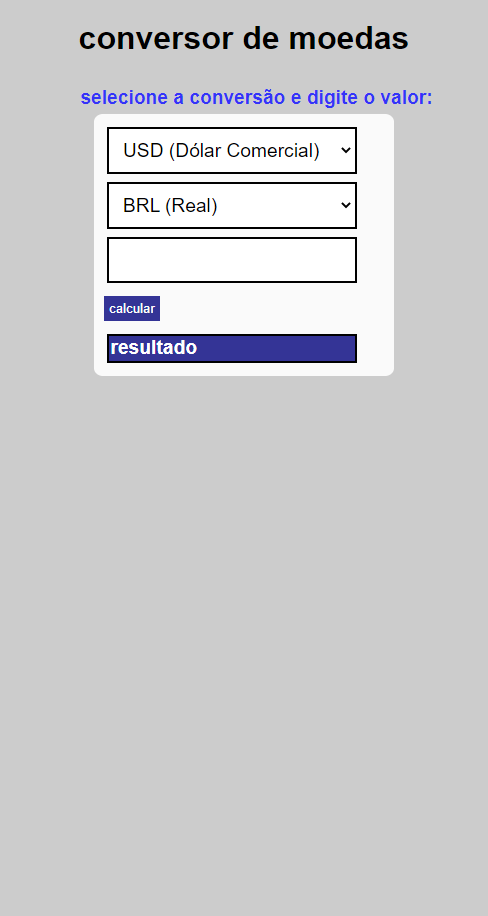 conversor de moedas
selecione a conversão e digite o valor:
USD (Dólar Comercial)
BRL (Real)
calcular
resultado